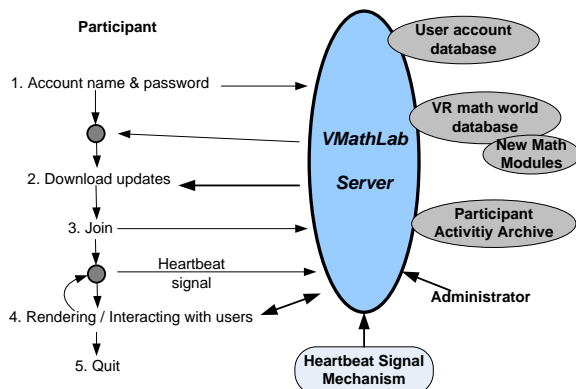 Participant
User account
database
1. Account name & password
VR math world
database
New Math
Modules
VMathLab
Server
2. Download updates
Participant
Activitiy Archive
3. Join
Heartbeat
signal
Administrator
4. Rendering / Interacting with users
5. Quit
Heartbeat Signal
Mechanism